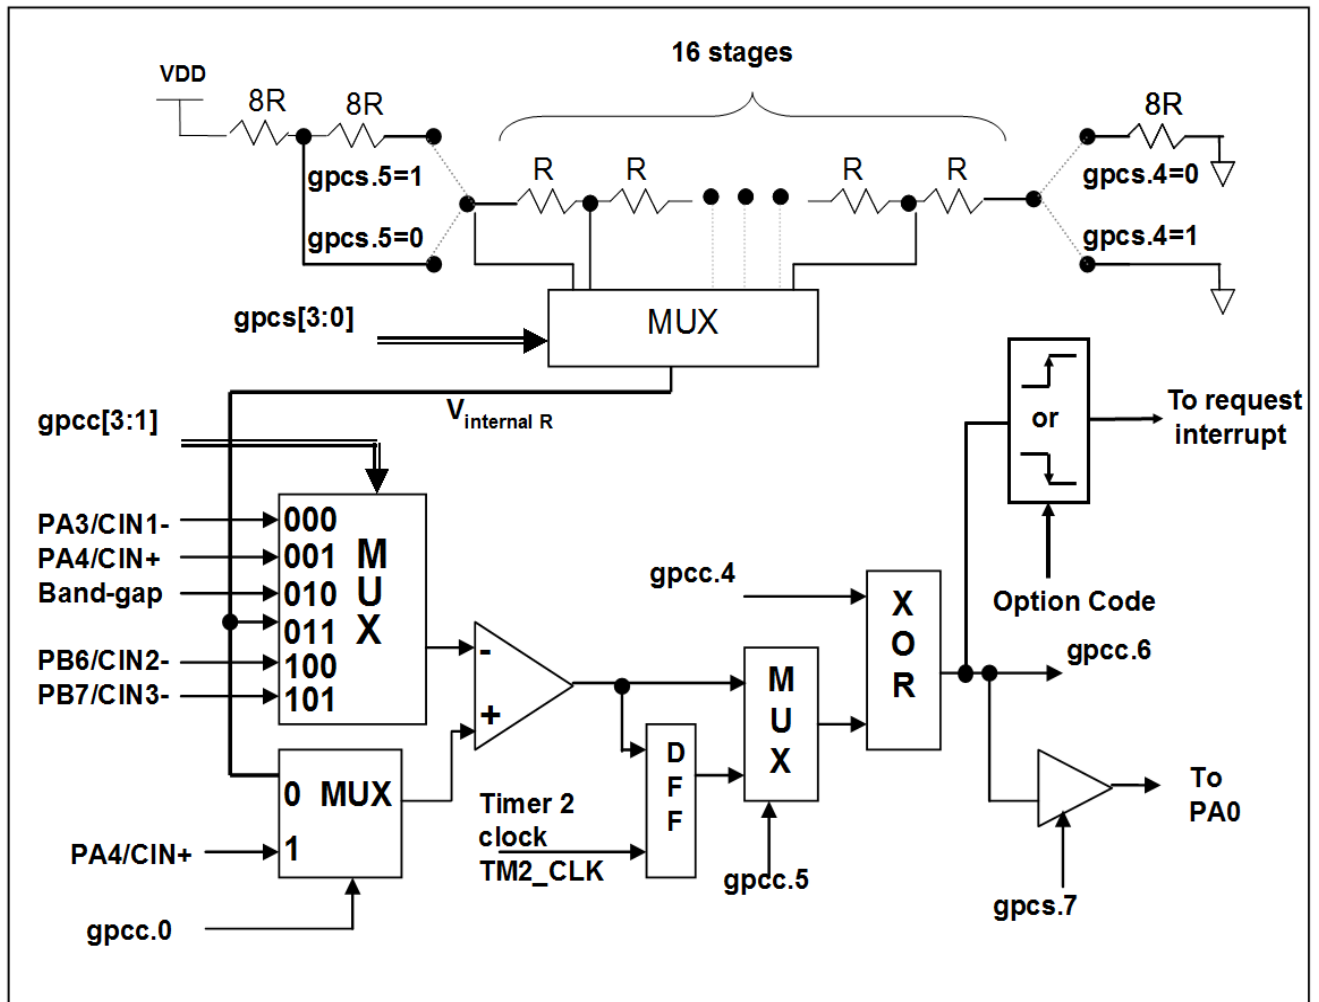 16 stages
VDD
8R
8R
8R
gpcs.5=1
R
R
R
R
gpcs.4=0
gpcs.5=0
gpcs.4=1
gpcs[3:0]
MUX
V internal R
gpcc[3:1]
or
To request
interrupt
PA3/CIN1-
000
PA4/CIN+
001
Band-gap
010
011
PB6/CIN2-
100
PB7/CIN3-
101
M
U
X
-
+
gpcc.4
X
O
R
Option Code
gpcc.6
M
U
X
D
F
F
0 MUX
1
PA4/CIN+
gpcc.0
Timer 2
clock
TM2_CLK
gpcc.5
To
PA0
gpcs.7